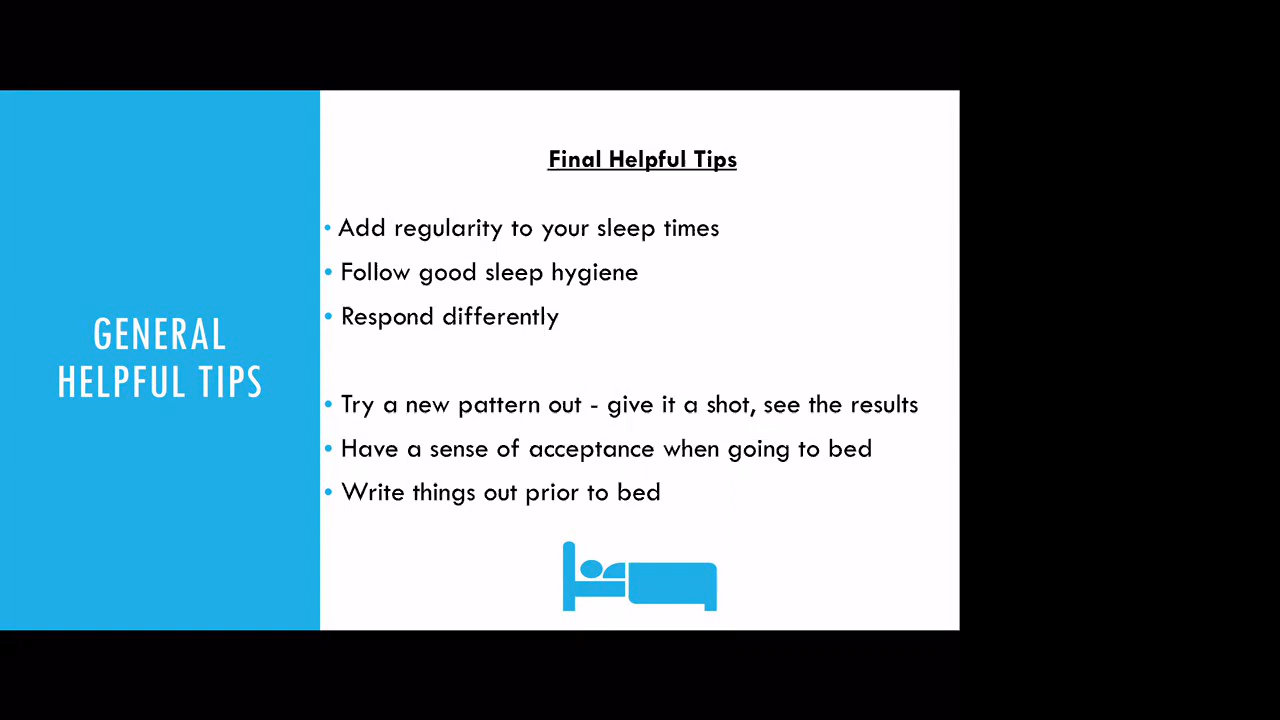 GENERAL
HELPFUL TIPS
Final Helpful Tips
• Add regularity to your sleep times
• Follow good sleep hygiene
• Respond differently
• Try a new pattern out - give it a shot, see the results
• Have a sense of acceptance when going to bed
• Write things out prior to bed